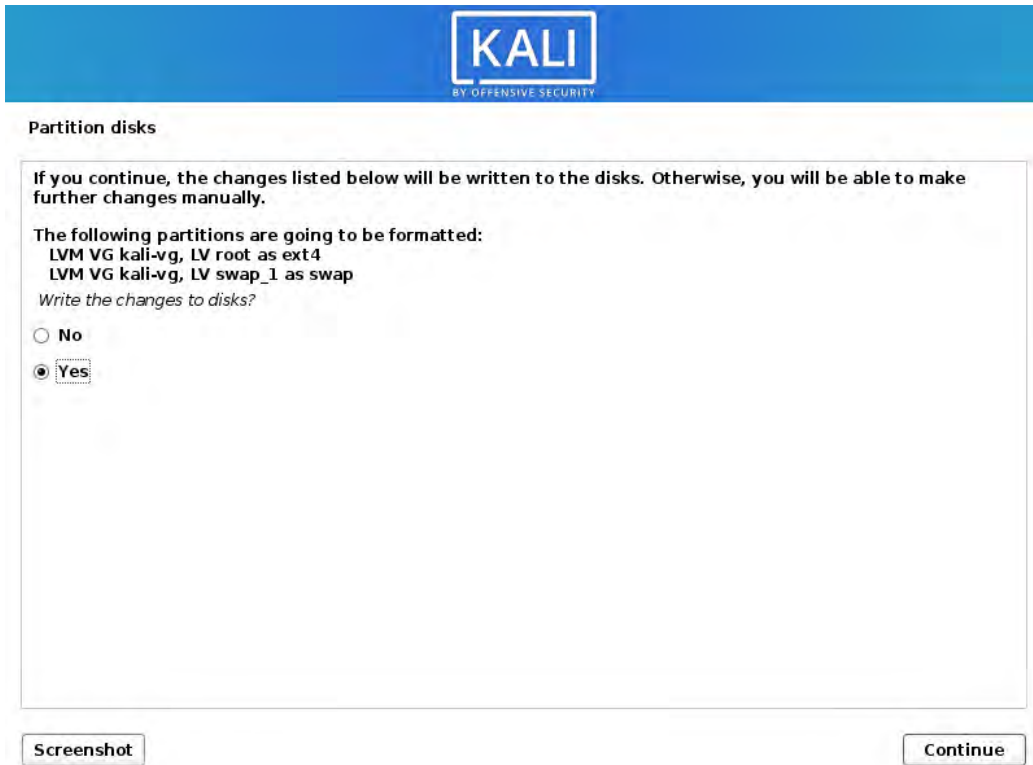 KALI
BY OFFENSIVE SECURITY
Partition disks
If you continue, the changes listed below will be written to the disks. Otherwise, you will be able to make
further changes manually.
The following partitions are going to be formatted:
LVM VG kali-vg, LV root as ext4
LVM VG kali-vg, LV swap_1 as swap
Write the changes to disks?
No
Yes
Screenshot
Continue